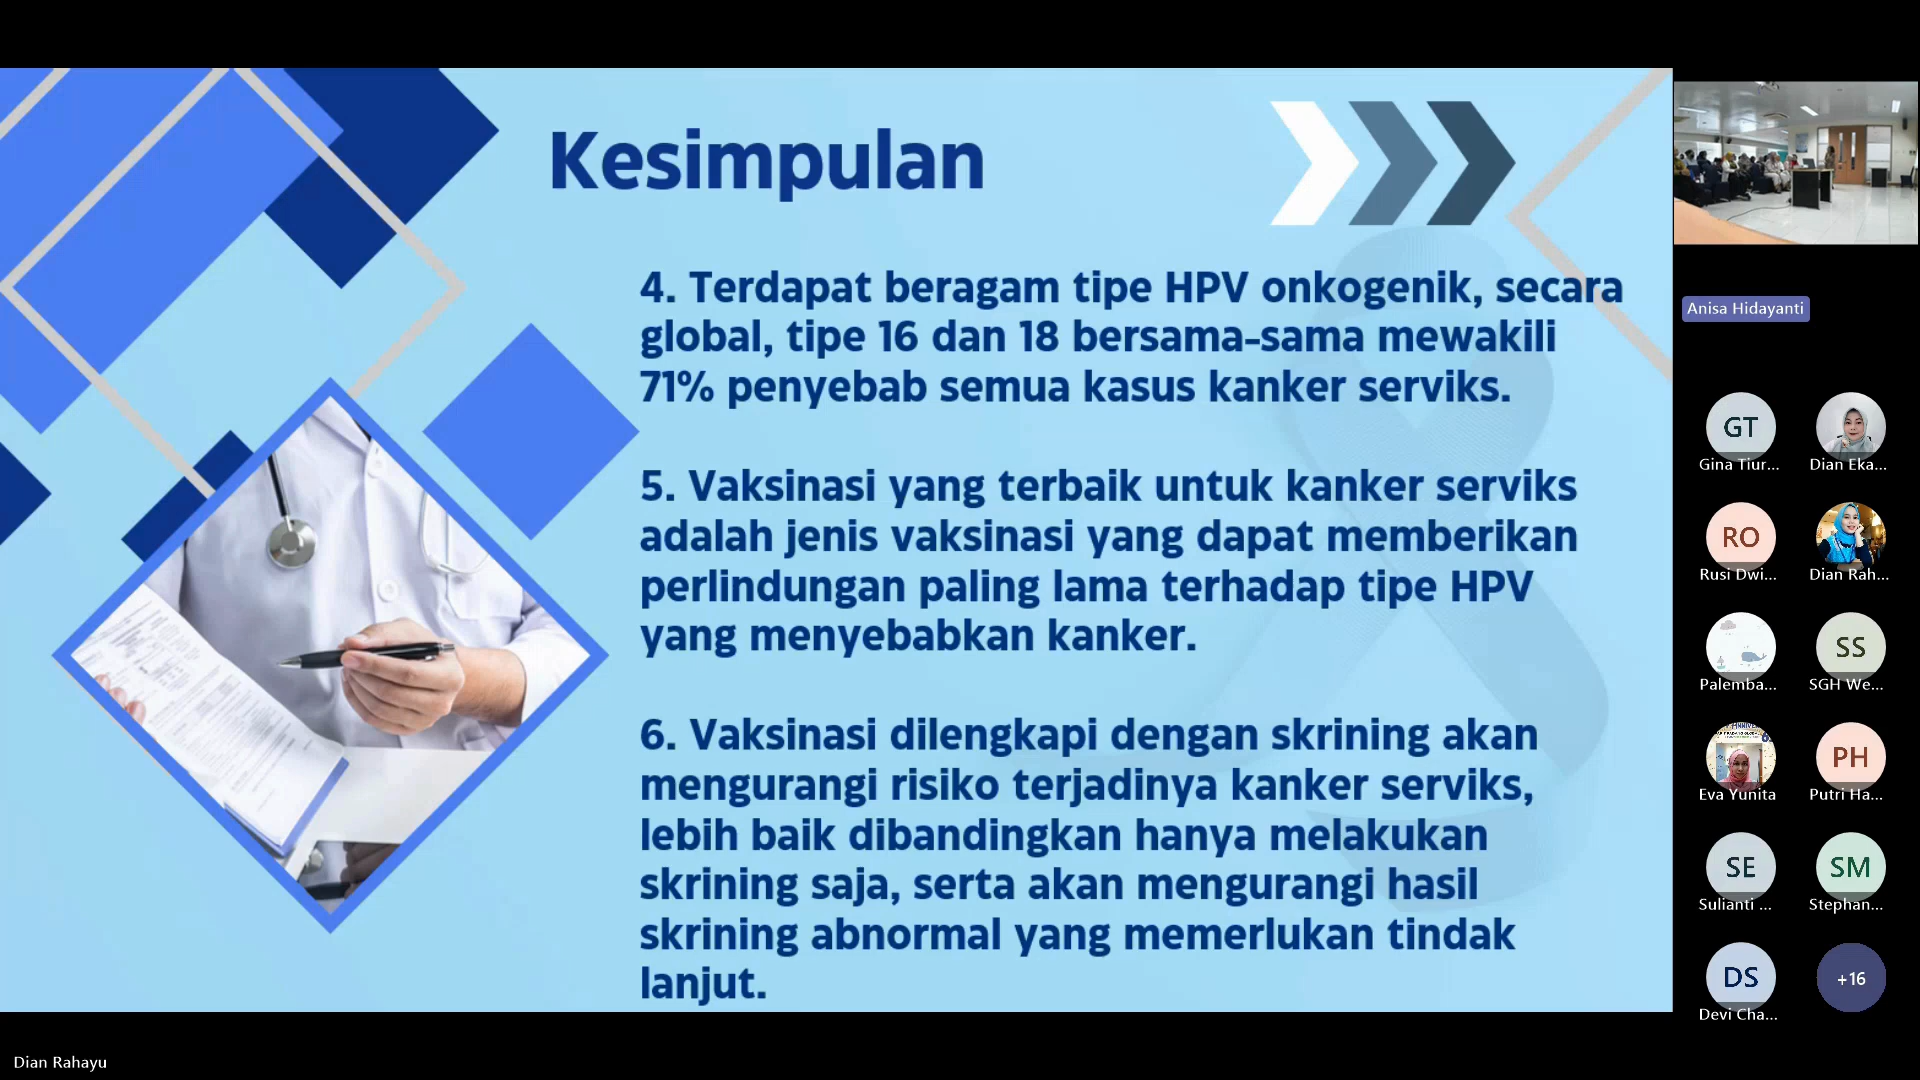 Kesimpulan
4. Terdapat beragam tipe HPV onkogenik, secara
global, tipe 16 dan 18 bersama-sama mewakili
71% penyebab semua kasus kanker serviks.
5. Vaksinasi yang terbaik untuk kanker serviks
adalah jenis vaksinasi yang dapat memberikan
perlindungan paling lama terhadap tipe HPV
yang menyebabkan kanker.
6. Vaksinasi dilengkapi dengan skrining akan
mengurangi risiko terjadinya kanker serviks,
lebih baik dibandingkan hanya melakukan
skrining saja, serta akan mengurangi hasil
skrining abnormal yang memerlukan tindak
lanjut.
Anisa Hidayanti
GT
Gina Tiur...
Dian Eka...
RO
Rusi Dwi...
Dian Rah...
Palemba...
SS
SGH We...
Eva Yunita
PH
Putri Ha...
SE
Sulianti ...
SM
Stephan...
DS
Devi Cha...
+16
Dian Rahayu